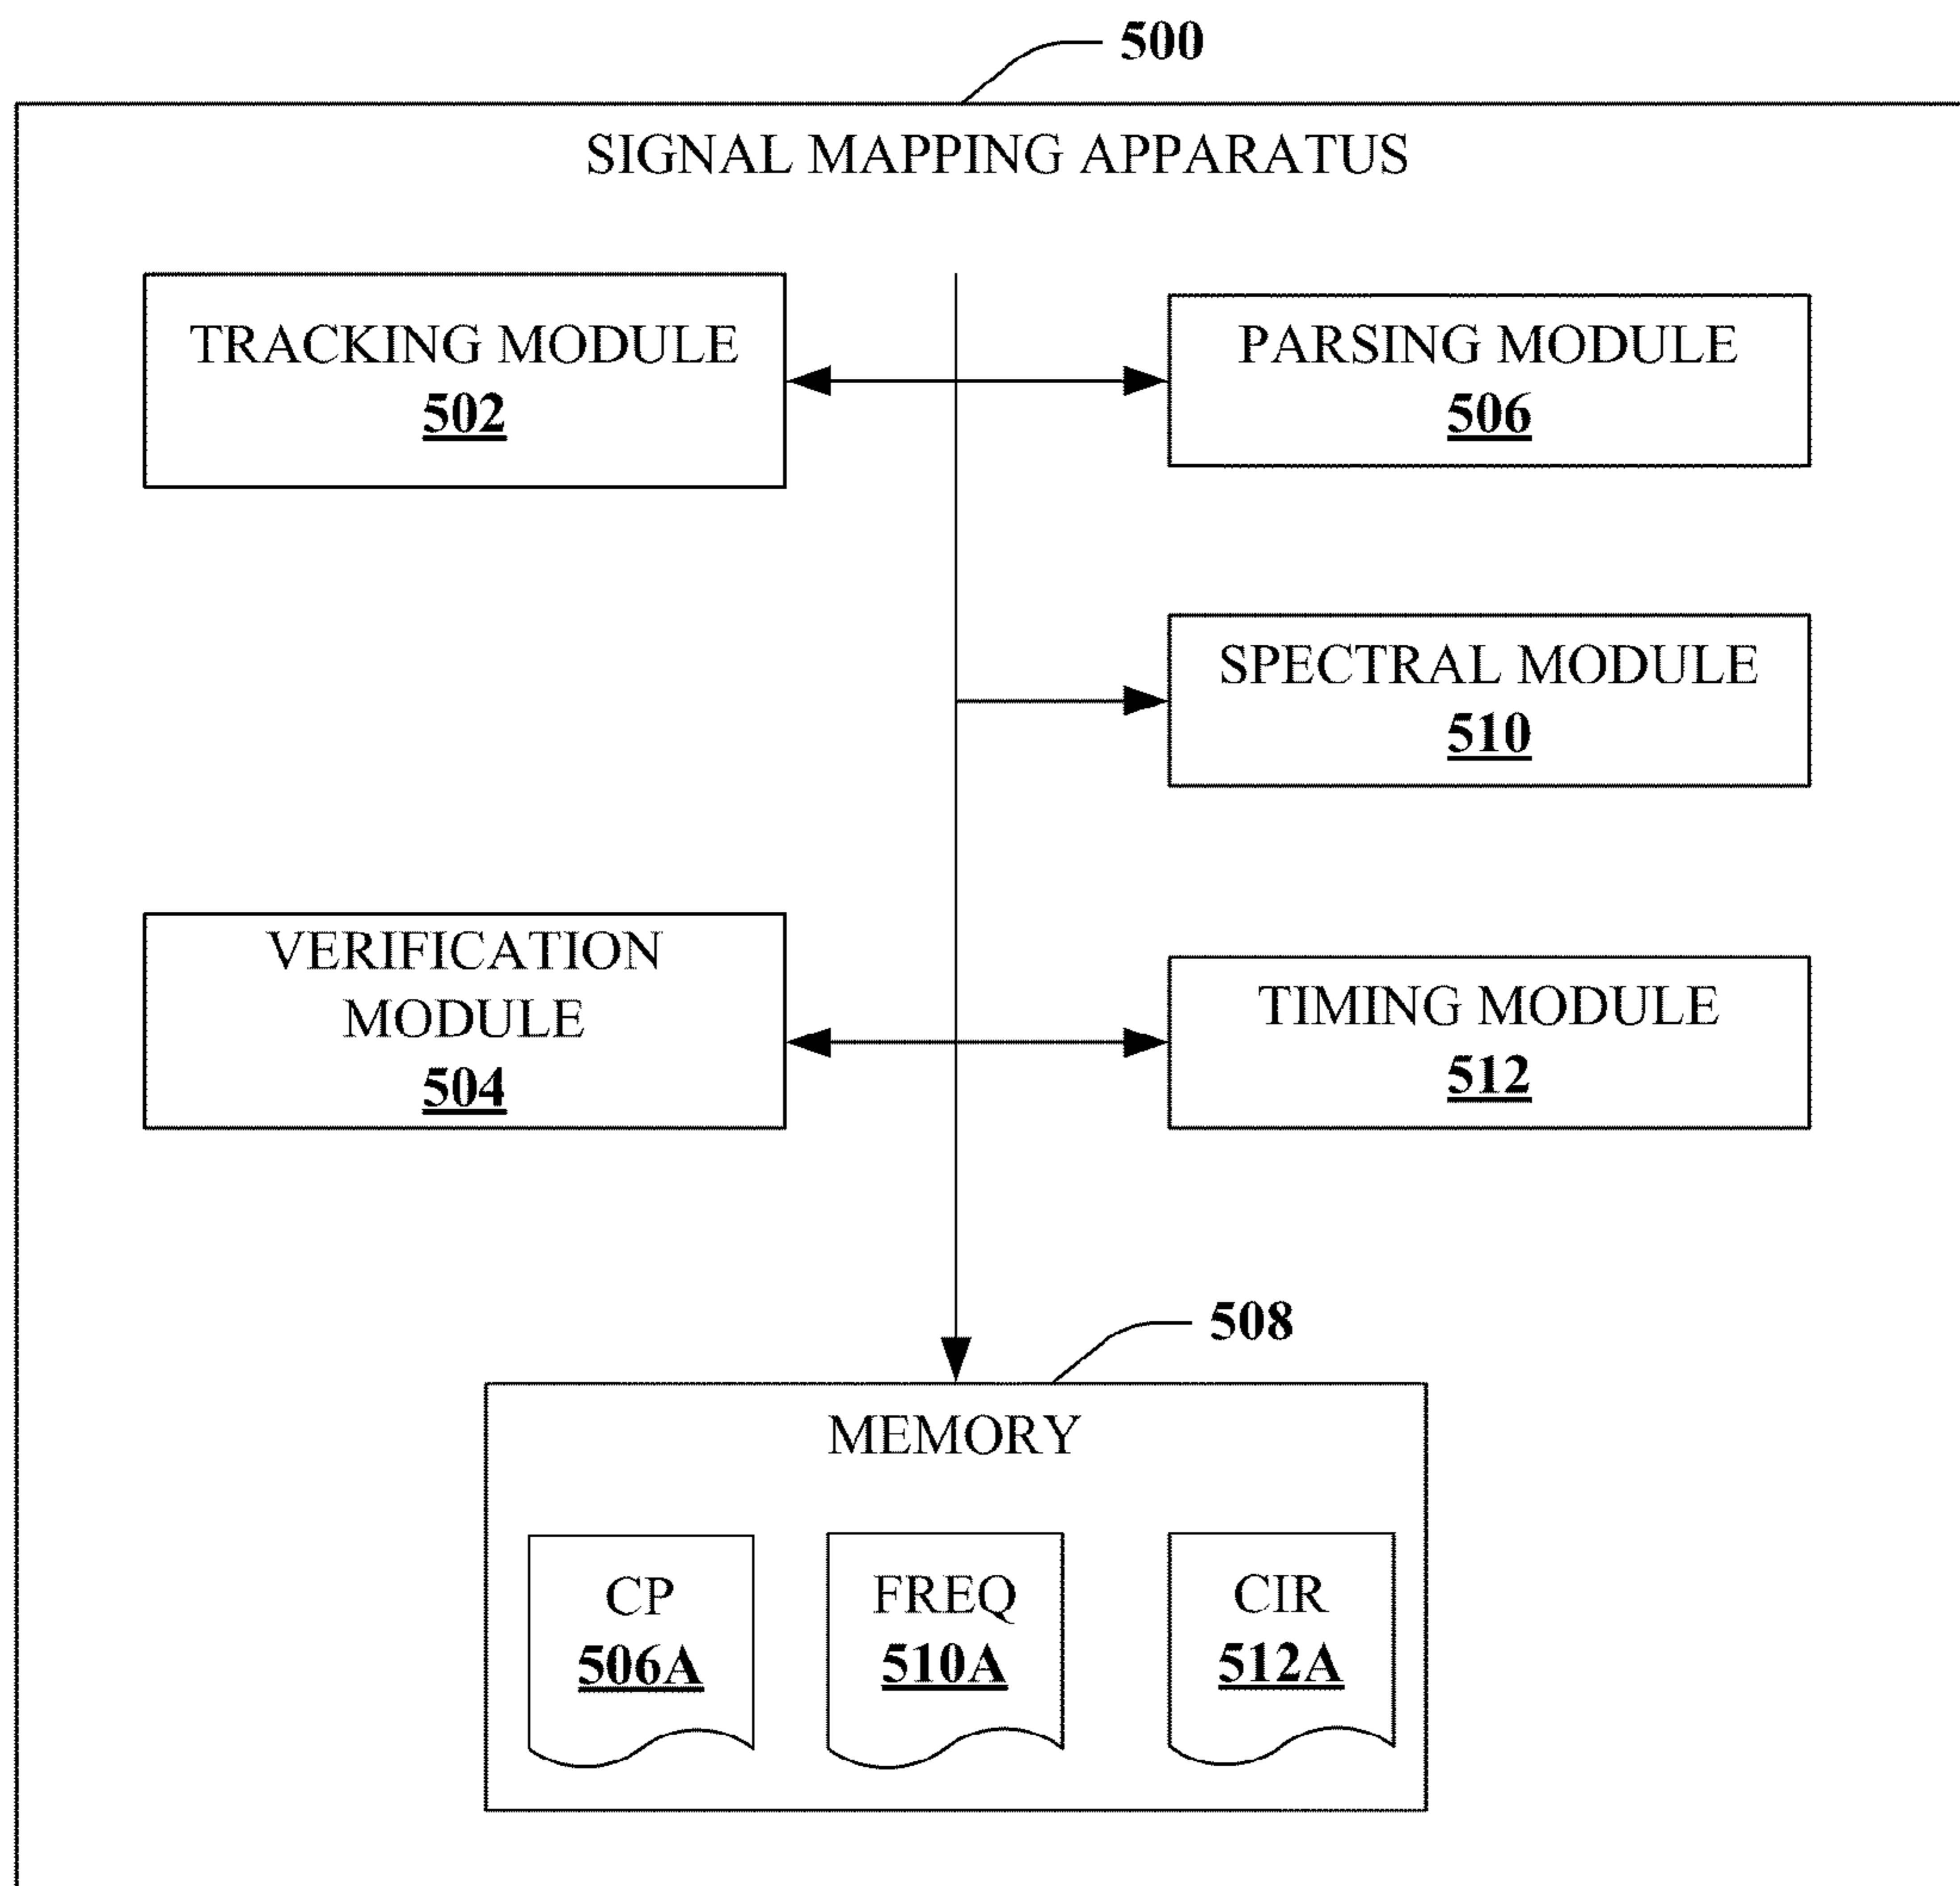 500
SIGNAL MAPPING APPARATUS
TRACKING MODULE
502
PARSING MODULE
506
SPECTRAL MODULE
510
VERIFICATION
MODULE
504
TIMING MODULE
512
508
MEMORY
CP
506A
FREQ
510A
CIR
512A